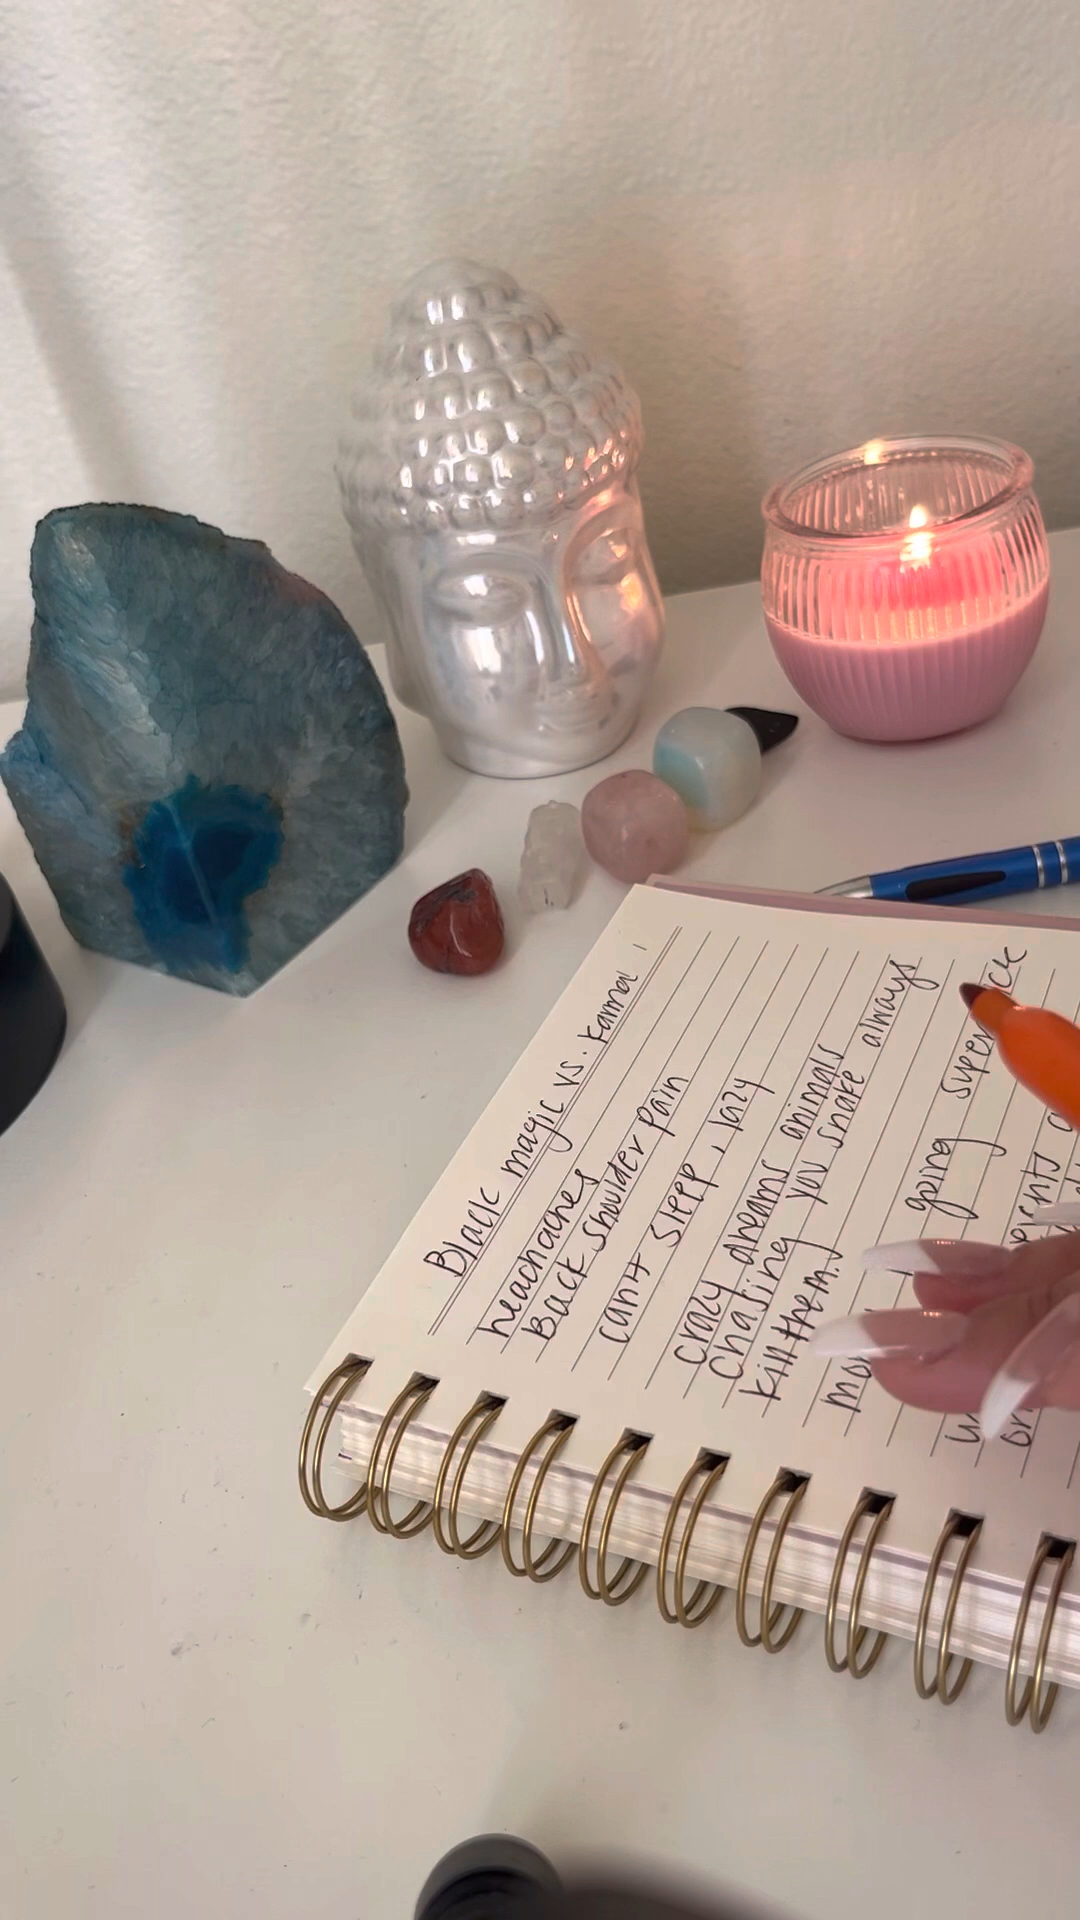 Black magic vs. karma
headaches
Back shoulder pain
can't sleep, lazy
crazy dreams animals
chasing you snake always
kill them.
going super